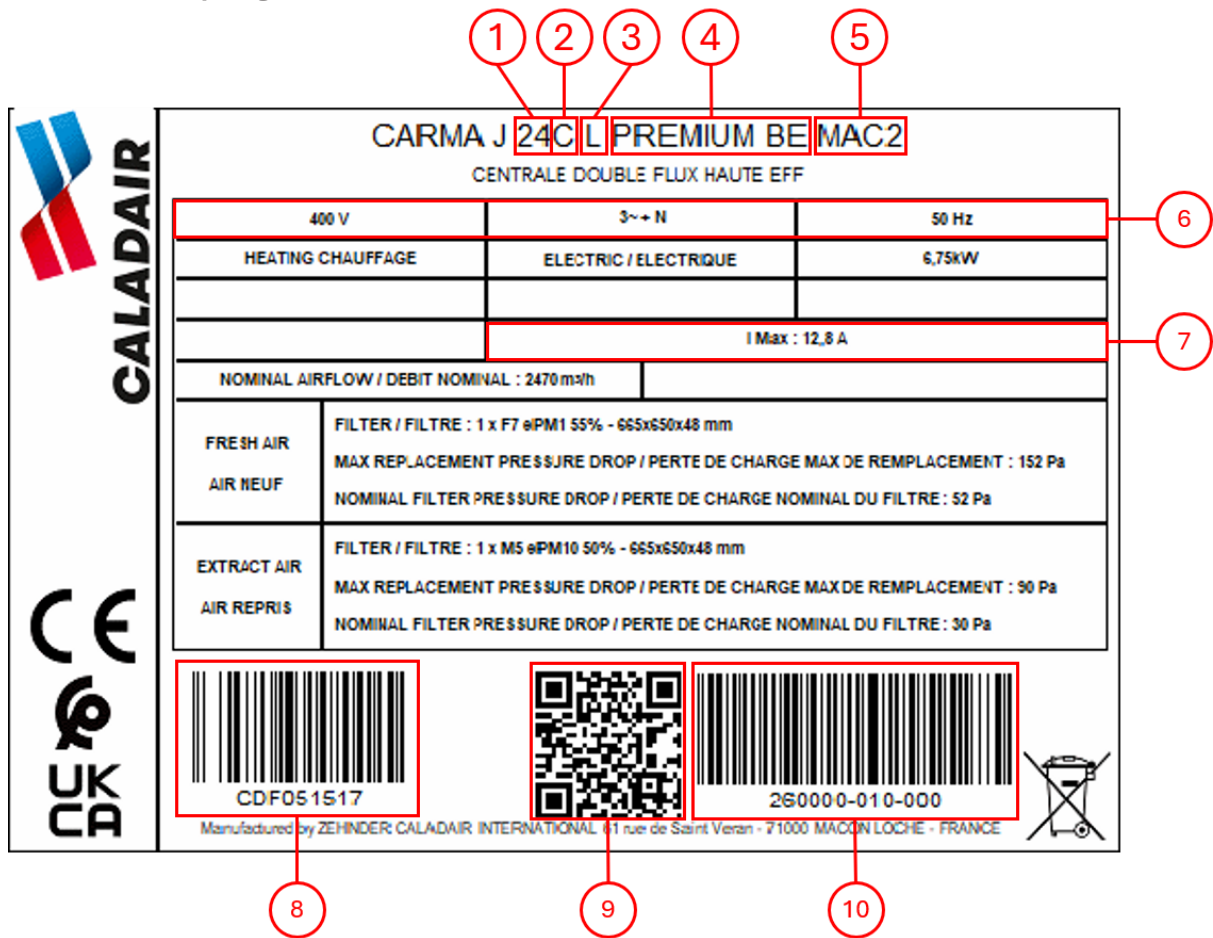 1 2 3 4 5
CALADAIR
CARMA J 24C L PREMIUM BE MAC2
CENTRALE DOUBLE FLUX HAUTE EFF
400 V 3~ + N 50 Hz
6
HEATING CHAUFFAGE ELECTRIC / ELECTRIQUE 6,75kW
I Max : 12,8 A
7
NOMINAL AIRFLOW / DEBIT NOMINAL : 2470 m³/h
FRESH AIR
AIR NEUF
FILTER / FILTRE : 1 x F7 ePM1 55% - 665x650x48 mm
MAX REPLACEMENT PRESSURE DROP / PERTE DE CHARGE MAX DE REMPLACEMENT : 152 Pa
NOMINAL FILTER PRESSURE DROP / PERTE DE CHARGE NOMINAL DU FILTRE : 52 Pa
EXTRACT AIR
AIR REPRIS
FILTER / FILTRE : 1 x M5 ePM10 50% - 665x650x48 mm
MAX REPLACEMENT PRESSURE DROP / PERTE DE CHARGE MAX DE REMPLACEMENT : 90 Pa
NOMINAL FILTER PRESSURE DROP / PERTE DE CHARGE NOMINAL DU FILTRE : 30 Pa
CE
UK
CA
CDF051517
260000-010-000
Manufactured by ZEHNDER CALADAIR INTERNATIONAL 61 rue de Saint Veran - 71000 MACON LOCHE - FRANCE
8 9 10